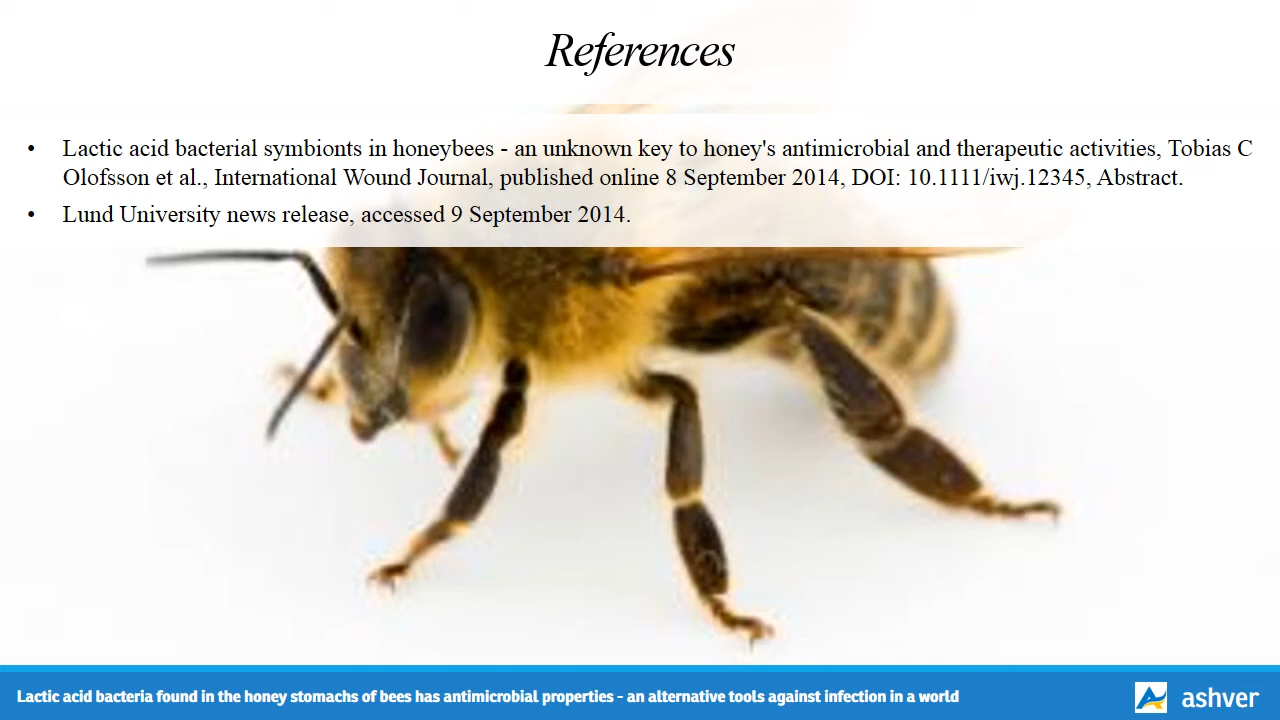 References
• Lactic acid bacterial symbionts in honeybees - an unknown key to honey's antimicrobial and therapeutic activities, Tobias C
Olofsson et al., International Wound Journal, published online 8 September 2014, DOI: 10.1111/iwj.12345, Abstract.
• Lund University news release, accessed 9 September 2014.
Lactic acid bacteria found in the honey stomachs of bees has antimicrobial properties - an alternative tools against infection in a world
ashver